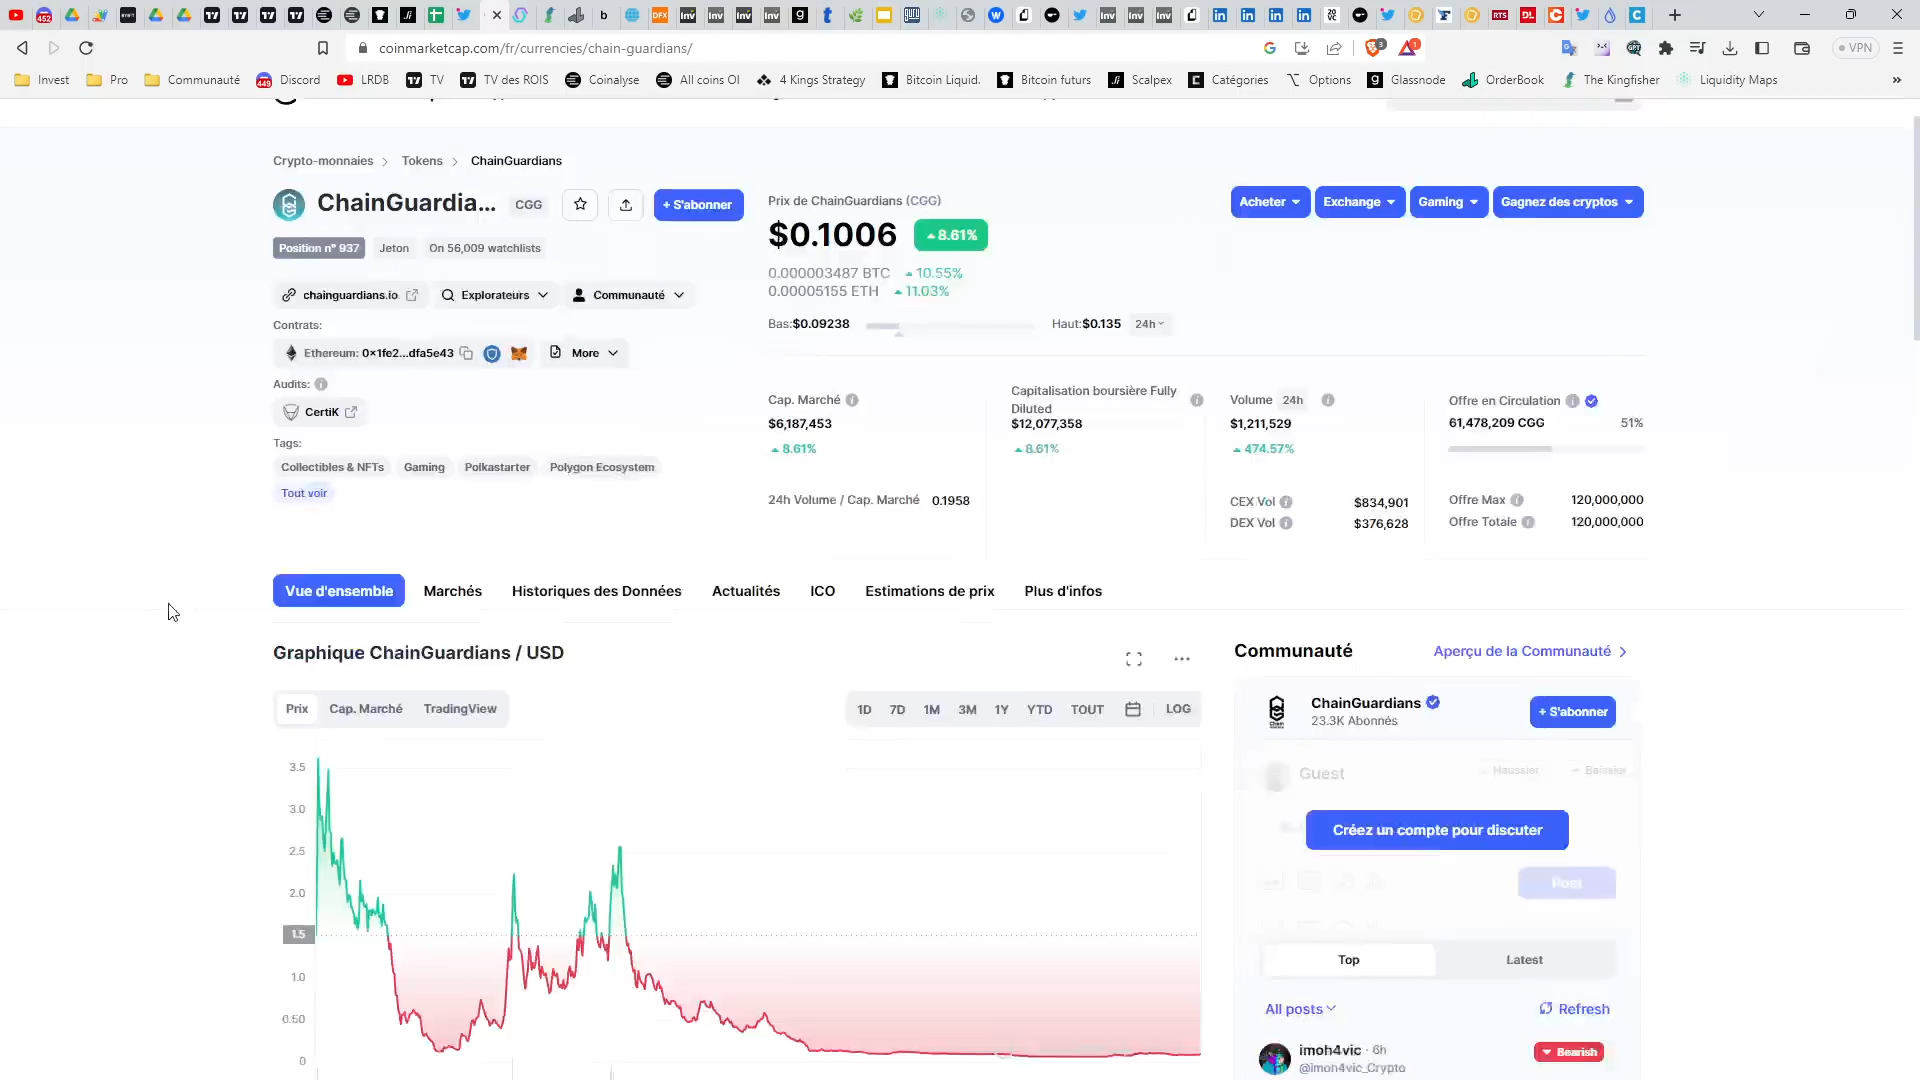 coinmarketcap.com/fr/currencies/chain-guardians/
VPN
Invest
Pro
Communauté
Discord
LRDB
TV
TV des ROIS
Coinalyse
All coins OI
4 Kings Strategy
Bitcoin Liquid.
Bitcoin futurs
Scalpex
Catégories
Options
Glassnode
OrderBook
The Kingfisher
Liquidity Maps
Crypto-monnaies
Tokens
ChainGuardians
ChainGuardia...
CGG
+ S'abonner
Position n° 937
Jeton
On 56,009 watchlists
chainguardians.io
Explorateurs
Communauté
Contrats:
Ethereum: 0x1fe2...dfa5e43
More
Audits:
CertiK
Tags:
Collectibles & NFTs
Gaming
Polkastarter
Polygon Ecosystem
Tout voir
Prix de ChainGuardians (CGG)
$0.1006
8.61%
0.000003487 BTC
10.55%
0.00005155 ETH
11.03%
Bas:$0.09238
Haut:$0.135
24h
Acheter
Exchange
Gaming
Gagnez des cryptos
Cap. Marché
$6,187,453
8.61%
24h Volume / Cap. Marché
0.1958
Capitalisation boursière Fully
Diluted
$12,077,358
8.61%
Volume
24h
$1,211,529
474.57%
CEX Vol
$834,901
DEX Vol
$376,628
Offre en Circulation
61,478,209 CGG
51%
Offre Max
120,000,000
Offre Totale
120,000,000
Vue d'ensemble
Marchés
Historiques des Données
Actualités
ICO
Estimations de prix
Plus d'infos
Graphique ChainGuardians / USD
Prix
Cap. Marché
TradingView
1D
7D
1M
3M
1Y
YTD
TOUT
LOG
3.5
3.0
2.5
2.0
1.5
1.0
0.50
0
Communauté
Aperçu de la Communauté
ChainGuardians
23.3K Abonnés
+ S'abonner
Guest
Haussier
Baissier
Créez un compte pour discuter
Post
Top
Latest
All posts
Refresh
imoh4vic · 6h
@imoh4vic_Crypto
Bearish